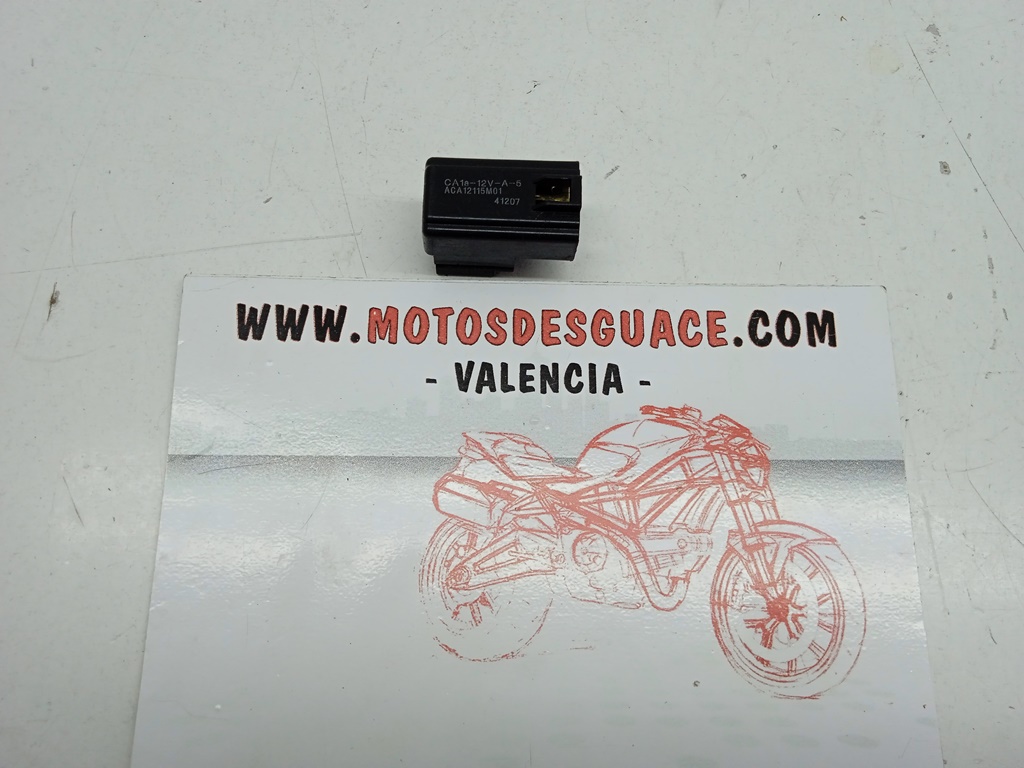 CA1a-12V-A-5
ACA12115M01
41207
WWW.MOTOSDESGUACE.COM
- VALENCIA -